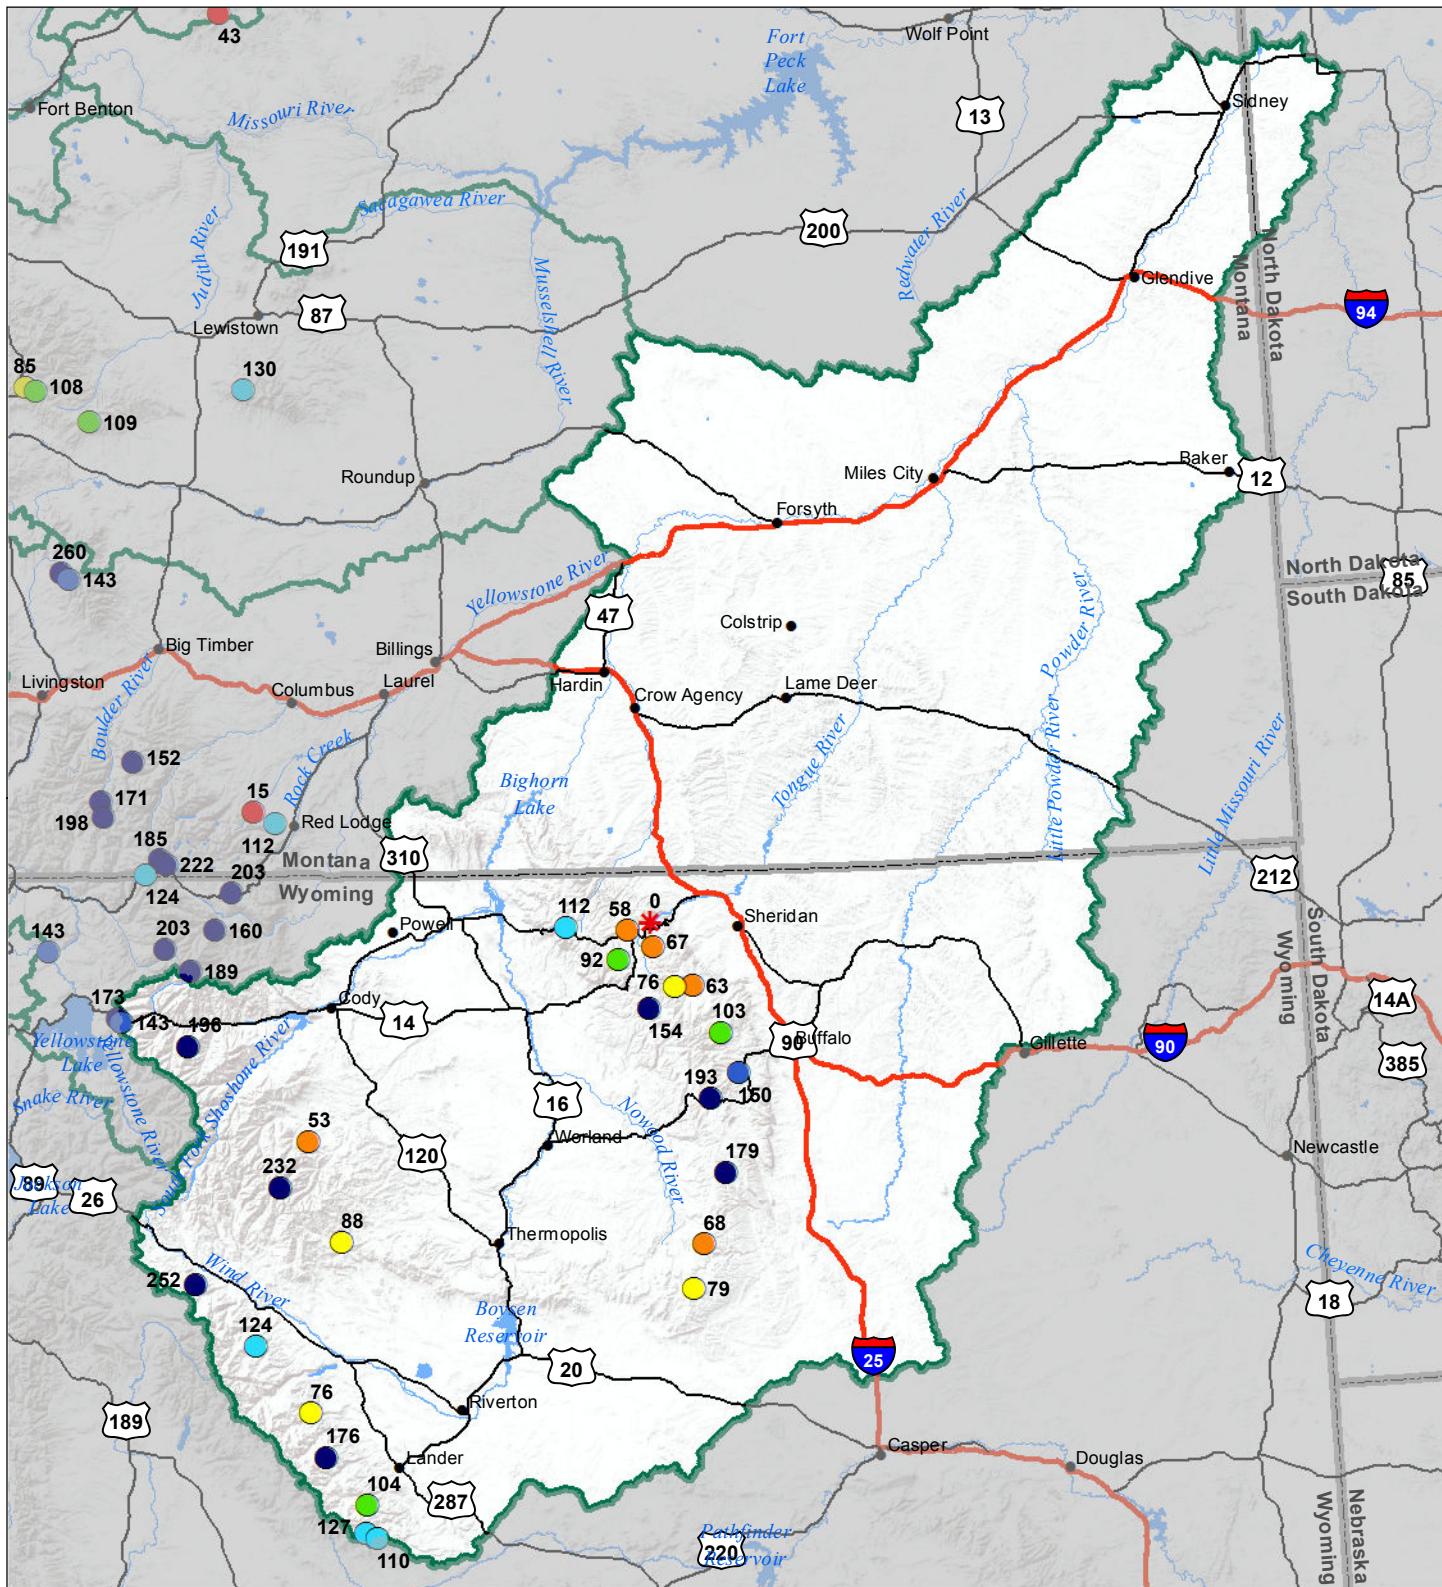 43
Wolf Point
Fort
Peck
Lake
Fort Benton
Missouri River
13
Sidney
Sacagawea River
Judith River
191
200
Redwater River
North Dakota
Montana
Musselshell River
Glendive
87
94
Lewistown
85
108
130
109
Roundup
Miles City
Baker
12
Forsyth
260
143
Yellowstone River
North Dakota
85
South Dakota
47
Colstrip
Powder River
Big Timber
Billings
Livingston
Columbus
Laurel
Hardin
Crow Agency
Lame Deer
Boulder River
Rock Creek
152
Bighorn
Lake
Tongue River
Little Powder River
Little Missouri River
171
15
198
112
Red Lodge
185
222
Montana
310
124
203
Wyoming
212
Powell
112
58
0
Sheridan
South Dakota
Wyoming
143
203
160
67
92
189
76
63
173
143
Cody
14
154
103
14A
196
90
Buffalo
Gillette
90
385
Yellowstone
Lake
Yellowstone River
Snake River
South Fork Shoshone River
193
150
16
Nowood River
53
120
Worland
Newcastle
232
179
89
Jackson
Lake
26
88
Thermopolis
68
Wind River
252
79
Cheyenne River
18
Boysen
Reservoir
124
20
25
76
Riverton
189
176
Lander
Casper
Douglas
104
287
127
110
Pathfinder
Reservoir
220
Nebraska
Wyoming